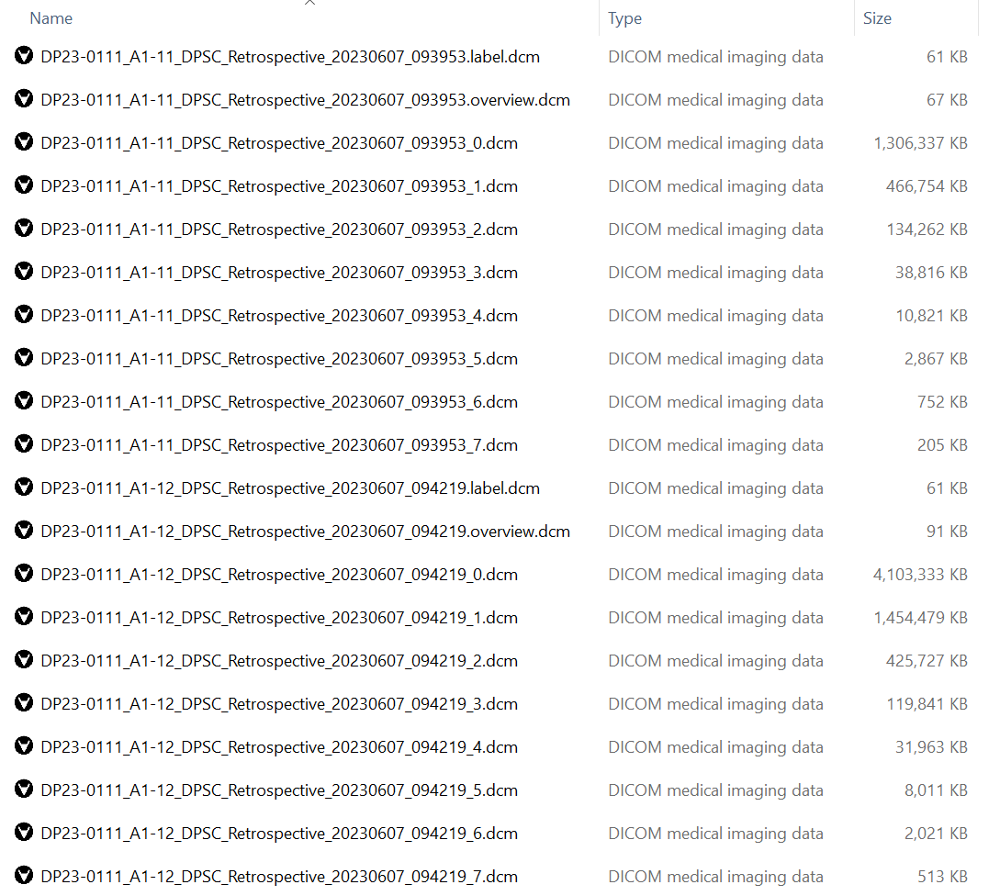 Name Type Size
DP23-0111_A1-11_DPSC_Retrospective_20230607_093953.label.dcm DICOM medical imaging data 61 KB
DP23-0111_A1-11_DPSC_Retrospective_20230607_093953.overview.dcm DICOM medical imaging data 67 KB
DP23-0111_A1-11_DPSC_Retrospective_20230607_093953_0.dcm DICOM medical imaging data 1,306,337 KB
DP23-0111_A1-11_DPSC_Retrospective_20230607_093953_1.dcm DICOM medical imaging data 466,754 KB
DP23-0111_A1-11_DPSC_Retrospective_20230607_093953_2.dcm DICOM medical imaging data 134,262 KB
DP23-0111_A1-11_DPSC_Retrospective_20230607_093953_3.dcm DICOM medical imaging data 38,816 KB
DP23-0111_A1-11_DPSC_Retrospective_20230607_093953_4.dcm DICOM medical imaging data 10,821 KB
DP23-0111_A1-11_DPSC_Retrospective_20230607_093953_5.dcm DICOM medical imaging data 2,867 KB
DP23-0111_A1-11_DPSC_Retrospective_20230607_093953_6.dcm DICOM medical imaging data 752 KB
DP23-0111_A1-11_DPSC_Retrospective_20230607_093953_7.dcm DICOM medical imaging data 205 KB
DP23-0111_A1-12_DPSC_Retrospective_20230607_094219.label.dcm DICOM medical imaging data 61 KB
DP23-0111_A1-12_DPSC_Retrospective_20230607_094219.overview.dcm DICOM medical imaging data 91 KB
DP23-0111_A1-12_DPSC_Retrospective_20230607_094219_0.dcm DICOM medical imaging data 4,103,333 KB
DP23-0111_A1-12_DPSC_Retrospective_20230607_094219_1.dcm DICOM medical imaging data 1,454,479 KB
DP23-0111_A1-12_DPSC_Retrospective_20230607_094219_2.dcm DICOM medical imaging data 425,727 KB
DP23-0111_A1-12_DPSC_Retrospective_20230607_094219_3.dcm DICOM medical imaging data 119,841 KB
DP23-0111_A1-12_DPSC_Retrospective_20230607_094219_4.dcm DICOM medical imaging data 31,963 KB
DP23-0111_A1-12_DPSC_Retrospective_20230607_094219_5.dcm DICOM medical imaging data 8,011 KB
DP23-0111_A1-12_DPSC_Retrospective_20230607_094219_6.dcm DICOM medical imaging data 2,021 KB
DP23-0111_A1-12_DPSC_Retrospective_20230607_094219_7.dcm DICOM medical imaging data 513 KB